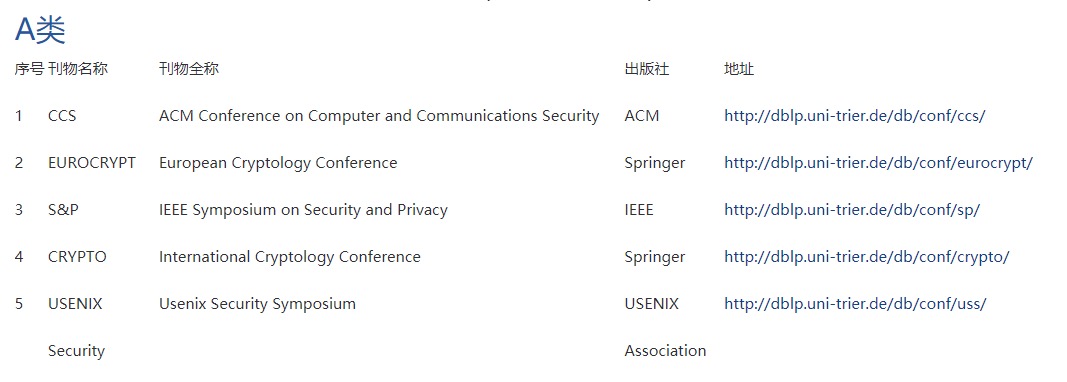 A类
序号 刊物名称 刊物全称 出版社 地址
1 CCS ACM Conference on Computer and Communications Security ACM http://dblp.uni-trier.de/db/conf/ccs/
2 EUROCRYPT European Cryptology Conference Springer http://dblp.uni-trier.de/db/conf/eurocrypt/
3 S&P IEEE Symposium on Security and Privacy IEEE http://dblp.uni-trier.de/db/conf/sp/
4 CRYPTO International Cryptology Conference Springer http://dblp.uni-trier.de/db/conf/crypto/
5 USENIX Usenix Security Symposium USENIX http://dblp.uni-trier.de/db/conf/uss/
Security Association